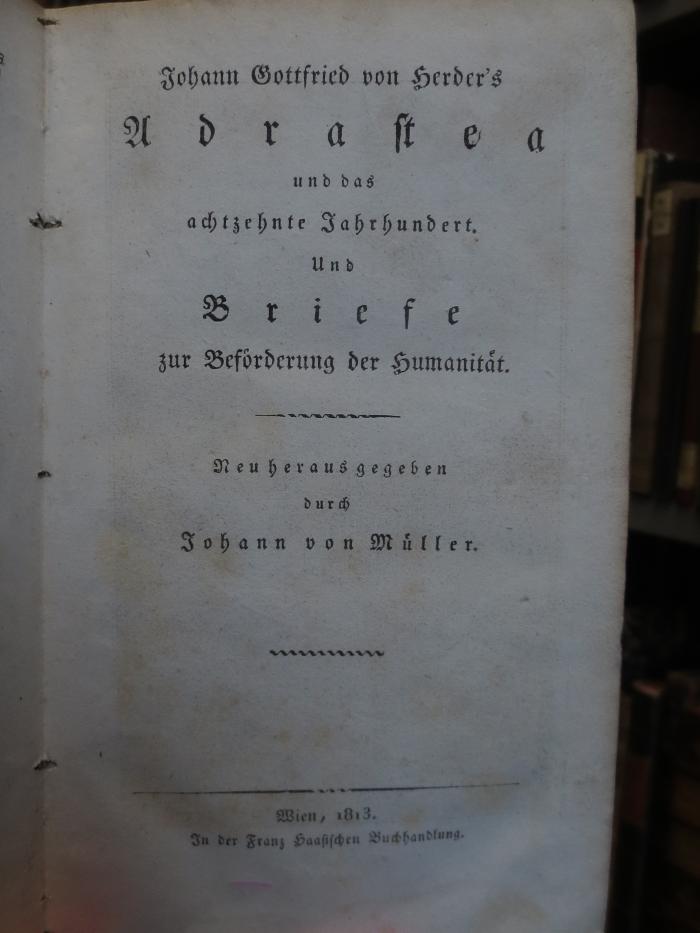 Johann Gottfried von Herder's
Adrastea
und das
achtzehnte Jahrhundert.
Und
Briefe
zur Beförderung der Humanität.
Neu herausgegeben
durch
Johann von Müller.
Wien, 1813.
In der Franz Haasischen Buchhandlung.